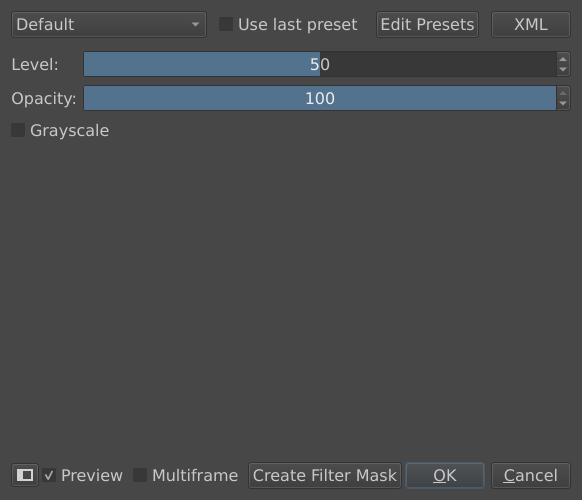 Default Use last preset Edit Presets XML
Level: 50
Opacity: 100
Grayscale
Preview Multiframe Create Filter Mask OK Cancel